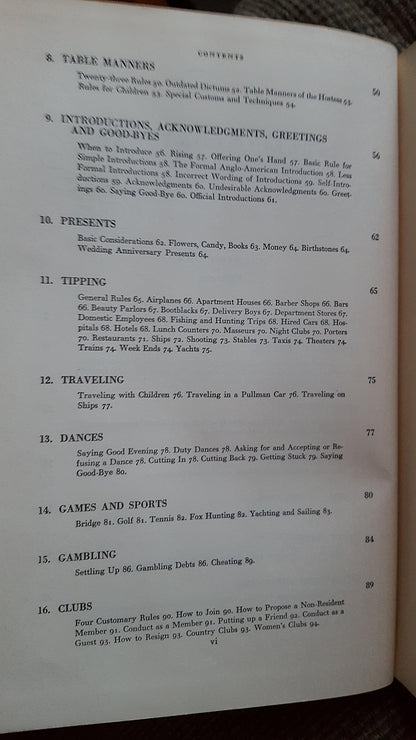 CONTENTS
8. TABLE MANNERS 50
Twenty-three Rules 50. Outdated Dictums 52. Table Manners of the Hostess 53.
Rules for Children 53. Special Customs and Techniques 54.
9. INTRODUCTIONS, ACKNOWLEDGMENTS, GREETINGS
AND GOOD-BYES 56
When to Introduce 56. Rising 57. Offering One's Hand 57. Basic Rule for
Simple Introductions 58. The Formal Anglo-American Introduction 58. Less
Formal Introductions 58. Incorrect Wording of Introductions 59. Self-Intro-
ductions 59. Acknowledgments 60. Undesirable Acknowledgments 60. Greet-
ings 60. Saying Good-Bye 60. Official Introductions 61.
10. PRESENTS 62
Basic Considerations 62. Flowers, Candy, Books 63. Money 64. Birthstones 64.
Wedding Anniversary Presents 64.
11. TIPPING 65
General Rules 65. Airplanes 66. Apartment Houses 66. Barber Shops 66. Bars
66. Beauty Parlors 67. Bootblacks 67. Delivery Boys 67. Department Stores 67.
Domestic Employees 68. Fishing and Hunting Trips 68. Hired Cars 68. Hos-
pitals 68. Hotels 68. Lunch Counters 70. Masseurs 70. Night Clubs 70. Porters
70. Restaurants 71. Ships 72. Shooting 73. Stables 73. Taxis 74. Theaters 74.
Trains 74. Week Ends 74. Yachts 75.
12. TRAVELING 75
Traveling with Children 76. Traveling in a Pullman Car 76. Traveling on
Ships 77.
13. DANCES 77
Saying Good Evening 78. Duty Dances 78. Asking for and Accepting or Re-
fusing a Dance 78. Cutting In 78. Cutting Back 79. Getting Stuck 79. Saying
Good-Bye 80.
14. GAMES AND SPORTS 80
Bridge 81. Golf 81. Tennis 82. Fox Hunting 82. Yachting and Sailing 83.
15. GAMBLING 84
Settling Up 86. Gambling Debts 86. Cheating 89.
16. CLUBS 89
Four Customary Rules 90. How to Join 90. How to Propose a Non-Resident
Member 91. Conduct as a Member 91. Putting up a Friend 92. Conduct as a
Guest 93. How to Resign 93. Country Clubs 93. Women's Clubs 94.
vi